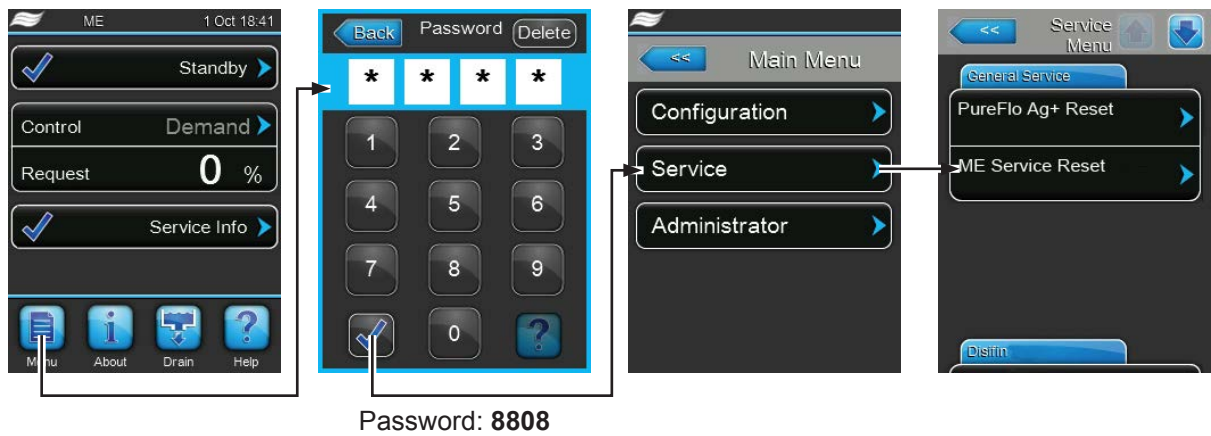 ME 1 Oct 18:41
Standby
Control Demand
Request 0 %
Service Info
Menu About Drain Help
Back Password Delete
* * * *
1 2 3
4 5 6
7 8 9
0 ?
Password: 8808
<< Main Menu
Configuration
Service
Administrator
<< Service
Menu
General Service
PureFlo Ag+ Reset
ME Service Reset
Disifin